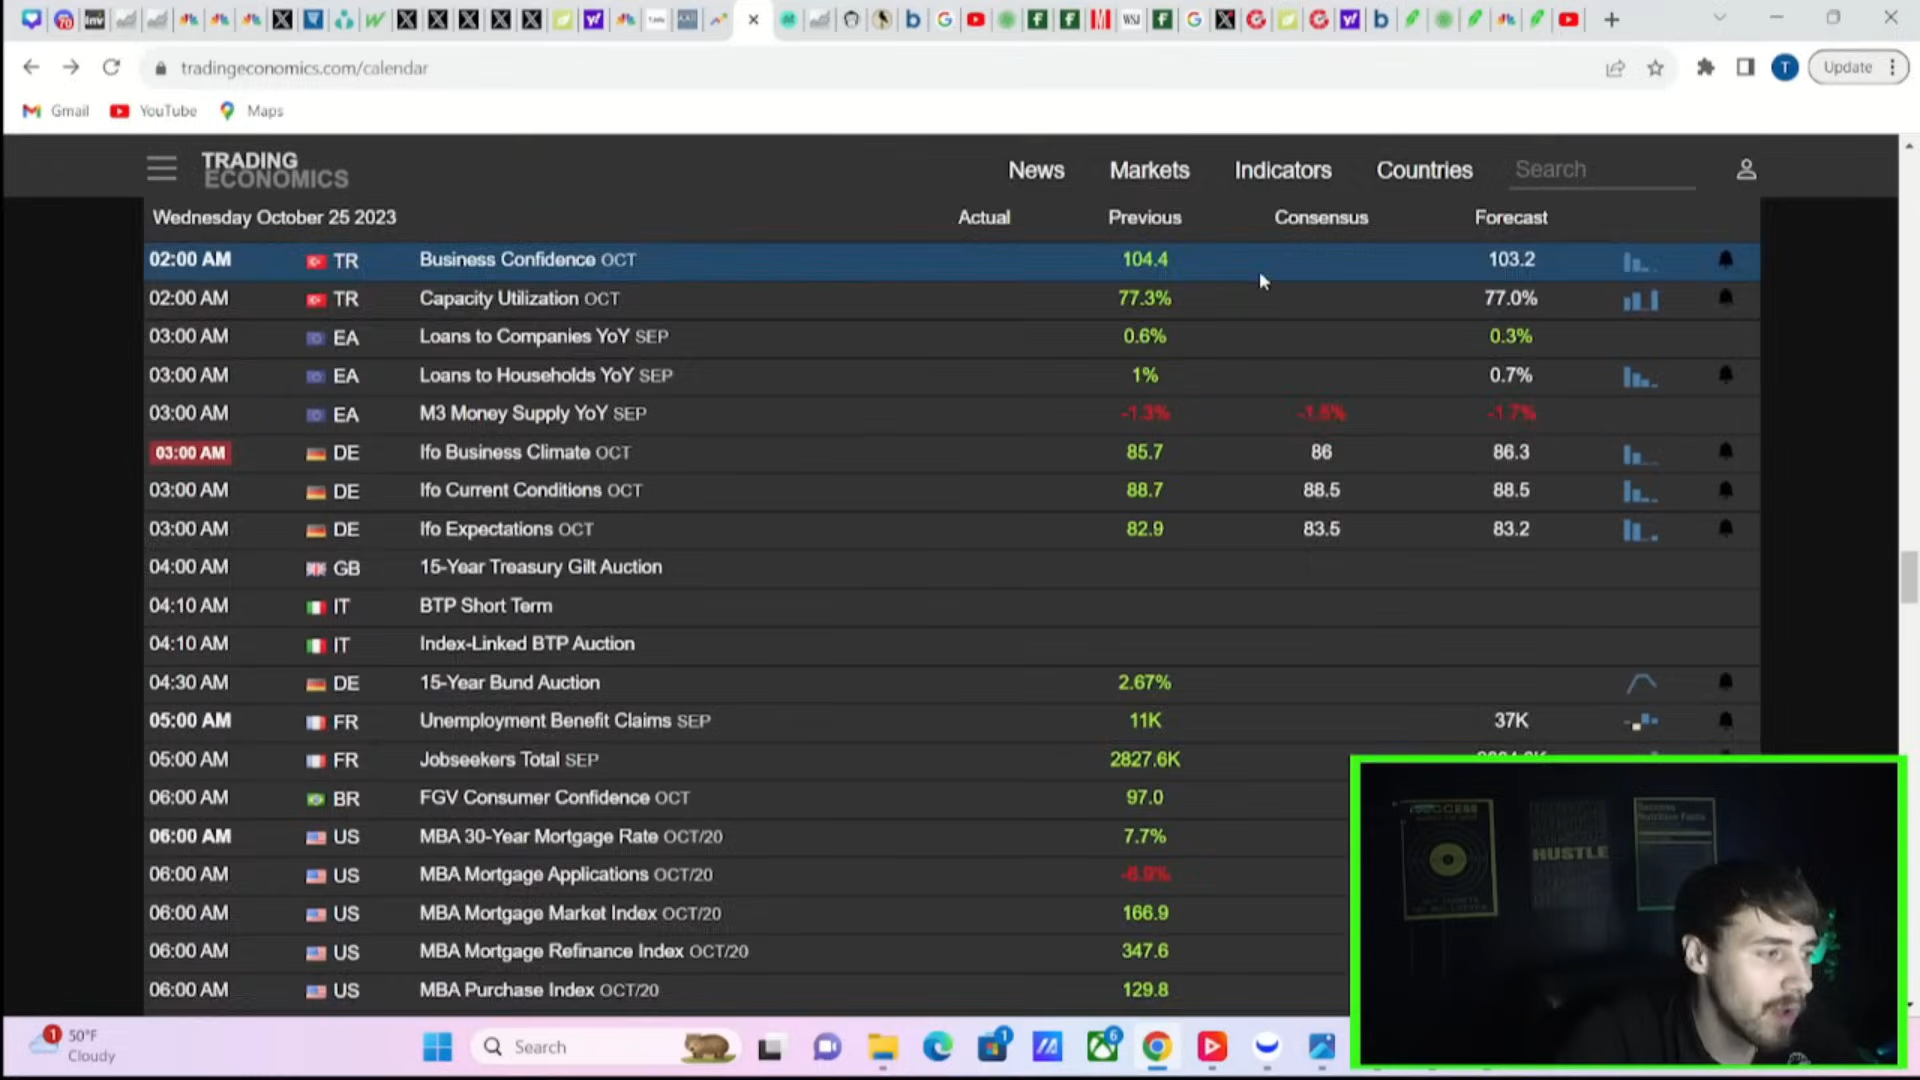 tradingeconomics.com/calendar
Update
Gmail YouTube Maps
TRADING
ECONOMICS
News Markets Indicators Countries Search
Wednesday October 25 2023 Actual Previous Consensus Forecast
02:00 AM TR Business Confidence OCT 104.4 103.2
02:00 AM TR Capacity Utilization OCT 77.3% 77.0%
03:00 AM EA Loans to Companies YoY SEP 0.6% 0.3%
03:00 AM EA Loans to Households YoY SEP 1% 0.7%
03:00 AM EA M3 Money Supply YoY SEP -1.3% -1.7%
03:00 AM DE Ifo Business Climate OCT 85.7 86 86.3
03:00 AM DE Ifo Current Conditions OCT 88.7 88.5 88.5
03:00 AM DE Ifo Expectations OCT 82.9 83.5 83.2
04:00 AM GB 15-Year Treasury Gilt Auction
04:10 AM IT BTP Short Term
04:10 AM IT Index-Linked BTP Auction
04:30 AM DE 15-Year Bund Auction 2.67%
05:00 AM FR Unemployment Benefit Claims SEP 11K 37K
05:00 AM FR Jobseekers Total SEP 2827.6K
06:00 AM BR FGV Consumer Confidence OCT 97.0
06:00 AM US MBA 30-Year Mortgage Rate OCT/20 7.7%
06:00 AM US MBA Mortgage Applications OCT/20 -6.9%
06:00 AM US MBA Mortgage Market Index OCT/20 166.9
06:00 AM US MBA Mortgage Refinance Index OCT/20 347.6
06:00 AM US MBA Purchase Index OCT/20 129.8
SUCCESS
HUSTLE
Success
Nutrition Facts
50°F
Cloudy
Search